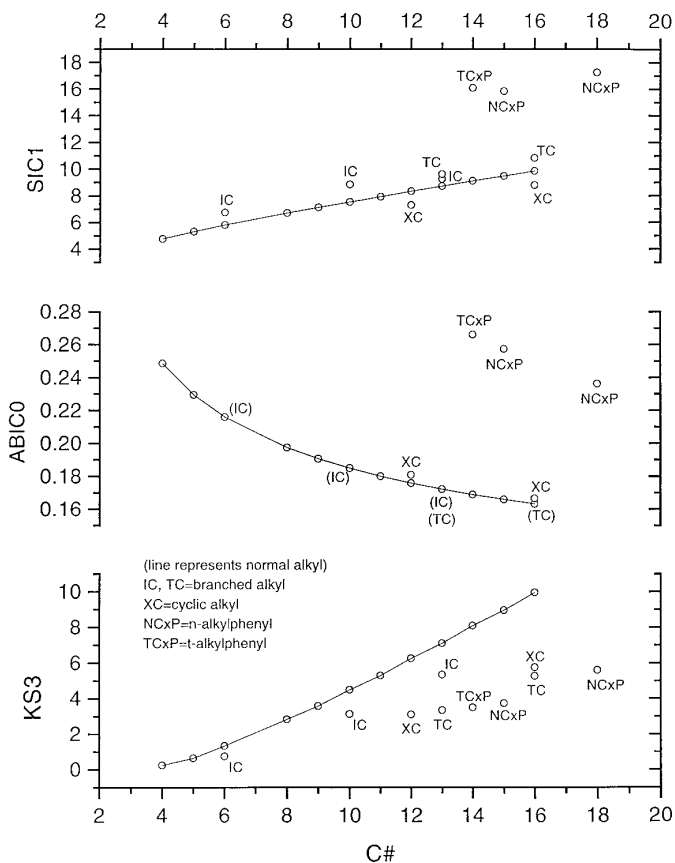 2 4 6 8 10 12 14 16 18 20
SIC1
18
16
14
12
10
8
6
4
TCxP
NCxP
NCxP
IC
IC
TC
IC
XC
TC
XC
ABIC0
0.28
0.26
0.24
0.22
0.20
0.18
0.16
TCxP
NCxP
NCxP
(IC)
(IC)
XC
(IC)
(TC)
XC
(TC)
KS3
10
8
6
4
2
0
(line represents normal alkyl)
IC, TC=branched alkyl
XC=cyclic alkyl
NCxP=n-alkylphenyl
TCxP=t-alkylphenyl
IC
IC
XC
IC
TC
TCxP
NCxP
XC
TC
NCxP
2 4 6 8 10 12 14 16 18 20
C#